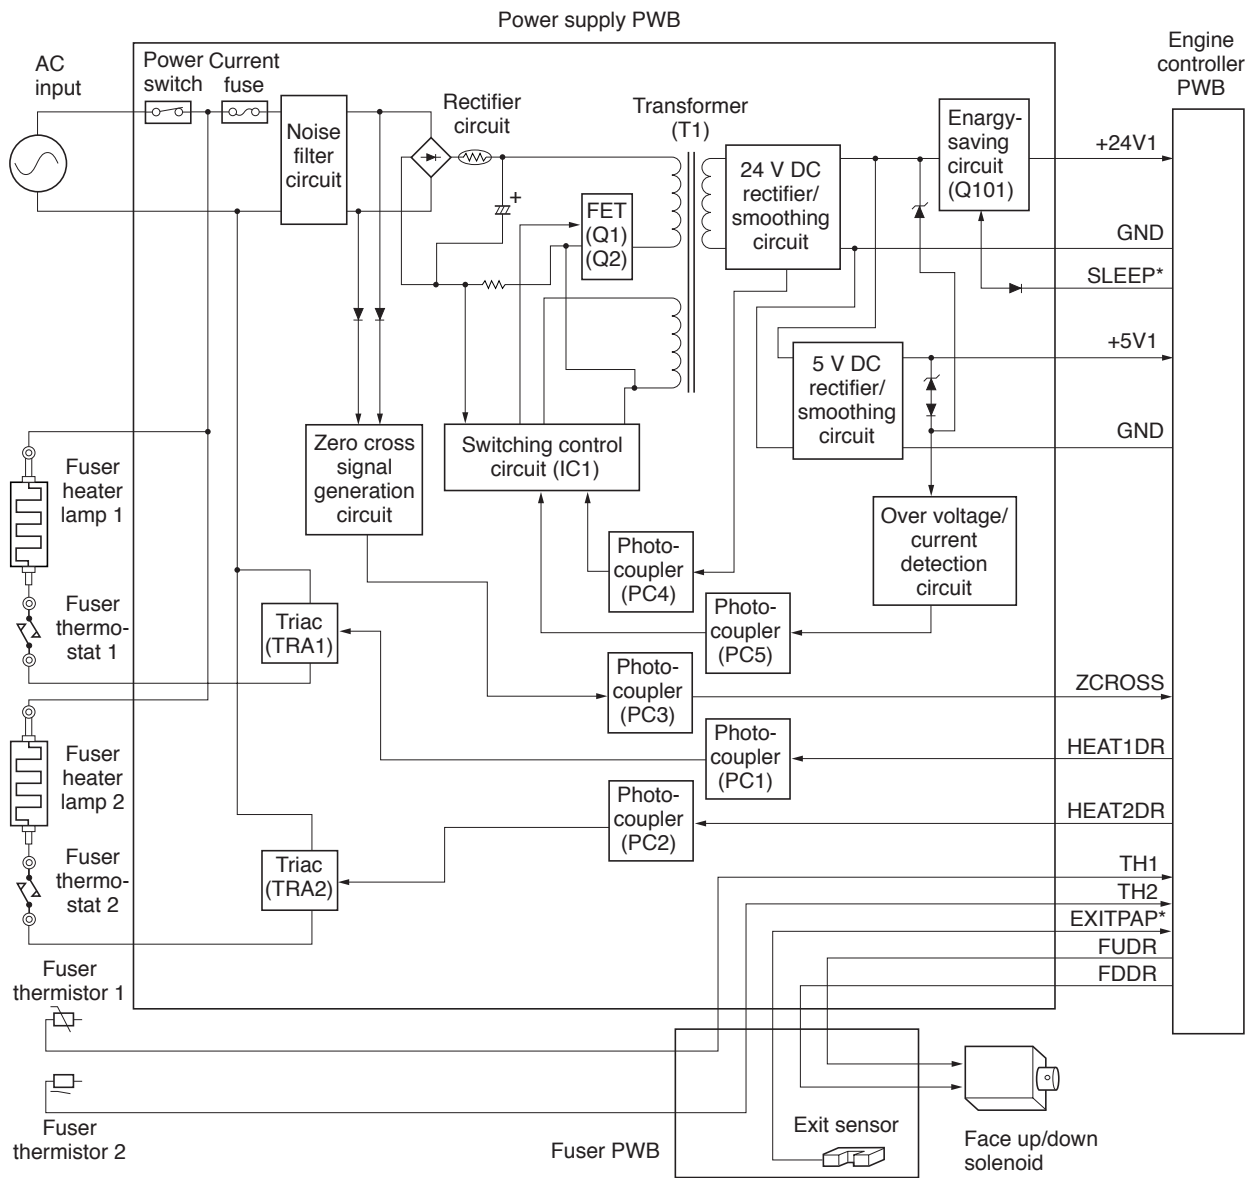 Power supply PWB
Engine
controller
PWB
AC
input
Power
switch
Current
fuse
Noise
filter
circuit
Rectifier
circuit
+
Transformer
(T1)
FET
(Q1)
(Q2)
24 V DC
rectifier/
smoothing
circuit
Enargy-
saving
circuit
(Q101)
+24V1
GND
SLEEP*
+5V1
GND
5 V DC
rectifier/
smoothing
circuit
Zero cross
signal
generation
circuit
Switching control
circuit (IC1)
Over voltage/
current
detection
circuit
Fuser
heater
lamp 1
Fuser
thermo-
stat 1
Photo-
coupler
(PC4)
Photo-
coupler
(PC5)
Triac
(TRA1)
Photo-
coupler
(PC3)
ZCROSS
Photo-
coupler
(PC1)
HEAT1DR
Fuser
heater
lamp 2
Photo-
coupler
(PC2)
HEAT2DR
Fuser
thermo-
stat 2
Triac
(TRA2)
TH1
TH2
EXITPAP*
FUDR
FDDR
Fuser
thermistor 1
Fuser
thermistor 2
Fuser PWB
Exit sensor
Face up/down
solenoid